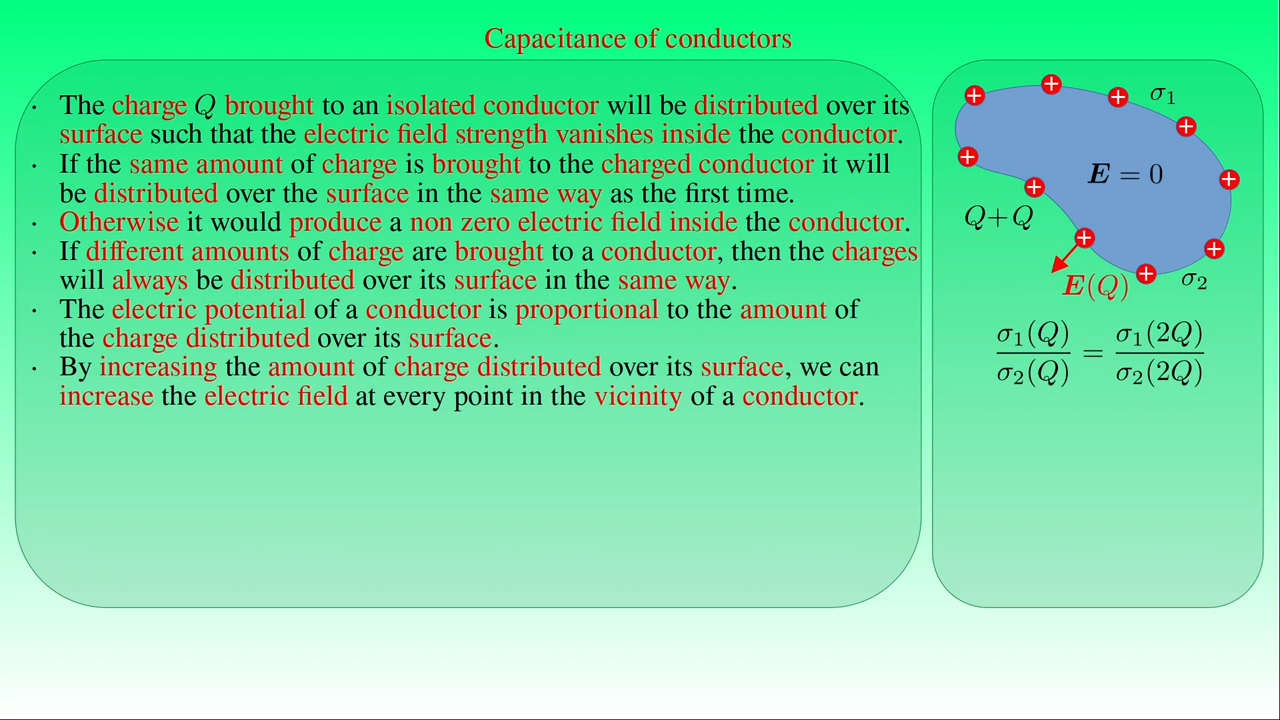 Capacitance of conductors
· The charge Q brought to an isolated conductor will be distributed over its
surface such that the electric field strength vanishes inside the conductor.
· If the same amount of charge is brought to the charged conductor it will
be distributed over the surface in the same way as the first time.
· Otherwise it would produce a non zero electric field inside the conductor.
· If different amounts of charge are brought to a conductor, then the charges
will always be distributed over its surface in the same way.
· The electric potential of a conductor is proportional to the amount of
the charge distributed over its surface.
· By increasing the amount of charge distributed over its surface, we can
increase the electric field at every point in the vicinity of a conductor.
σ₁
E = 0
Q+Q
E(Q)
σ₂
σ₁(Q)/σ₂(Q) = σ₁(2Q)/σ₂(2Q)